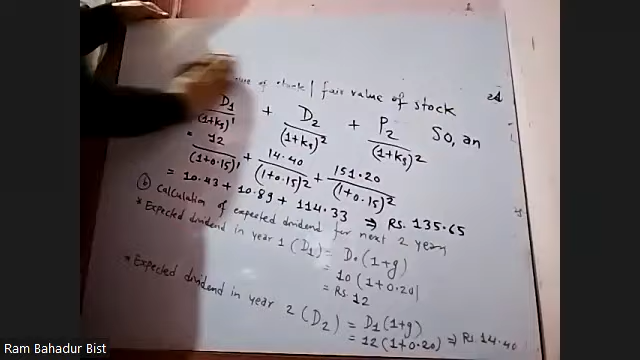 of stock | fair value of stock
D1/(1+ks)^1 + D2/(1+ks)^2 + P2/(1+ks)^2 So, an
= 12/(1+0.15)^1 + 14.40/(1+0.15)^2 + 151.20/(1+0.15)^2
= 10.43 + 10.89 + 114.33 ⇒ Rs. 135.65
(b) Calculation of expected dividend for next 2 years
* Expected dividend in year 1 (D1) = D0(1+g)
= 10(1+0.20)
= Rs. 12
* Expected dividend in year 2 (D2) = D1(1+g)
= 12(1+0.20) ⇒ Rs. 14.40
Ram Bahadur Bist